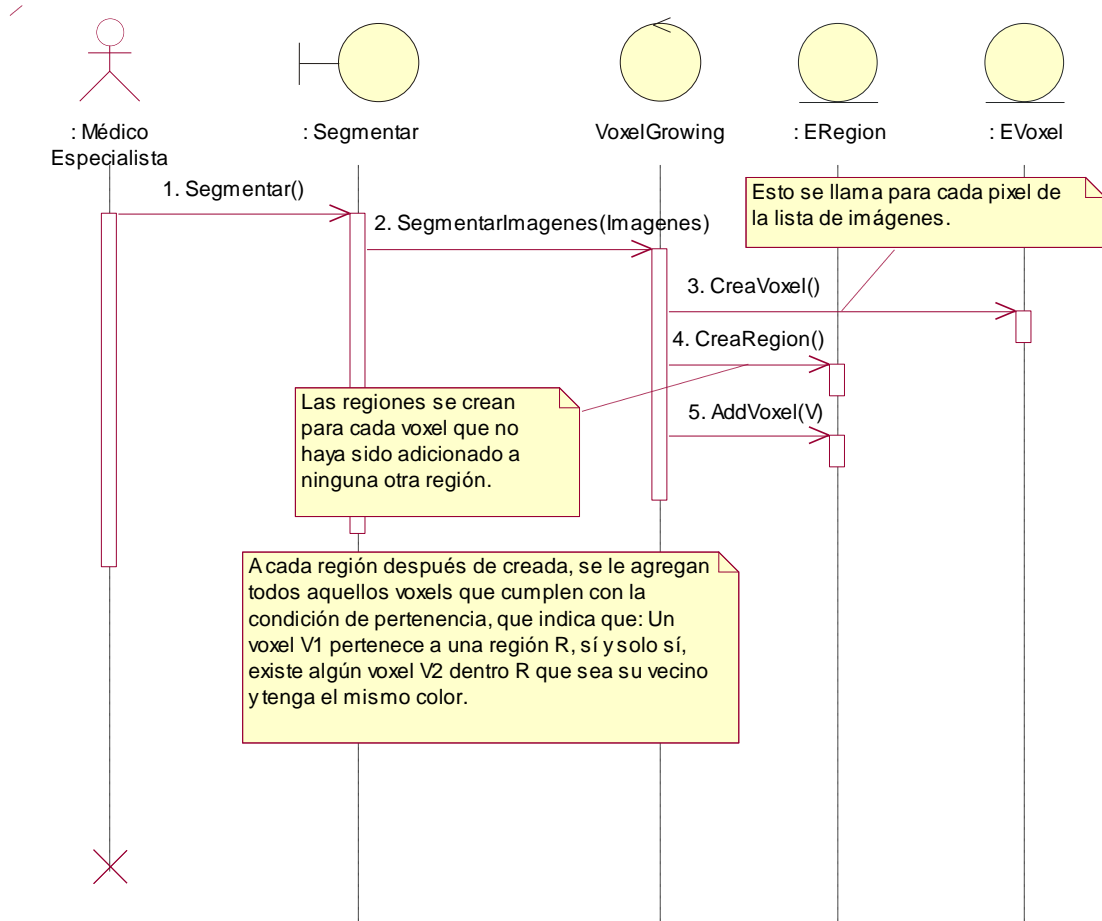 : Médico
Especialista
: Segmentar
VoxelGrowing
: ERegion
: EVoxel
1. Segmentar()
2. SegmentarImagenes(Imagenes)
Esto se llama para cada pixel de
la lista de imágenes.
3. CreaVoxel()
4. CreaRegion()
5. AddVoxel(V)
Las regiones se crean
para cada voxel que no
haya sido adicionado a
ninguna otra región.
A cada región después de creada, se le agregan
todos aquellos voxels que cumplen con la
condición de pertenencia, que indica que: Un
voxel V1 pertenece a una región R, sí y solo sí,
existe algún voxel V2 dentro R que sea su vecino
y tenga el mismo color.